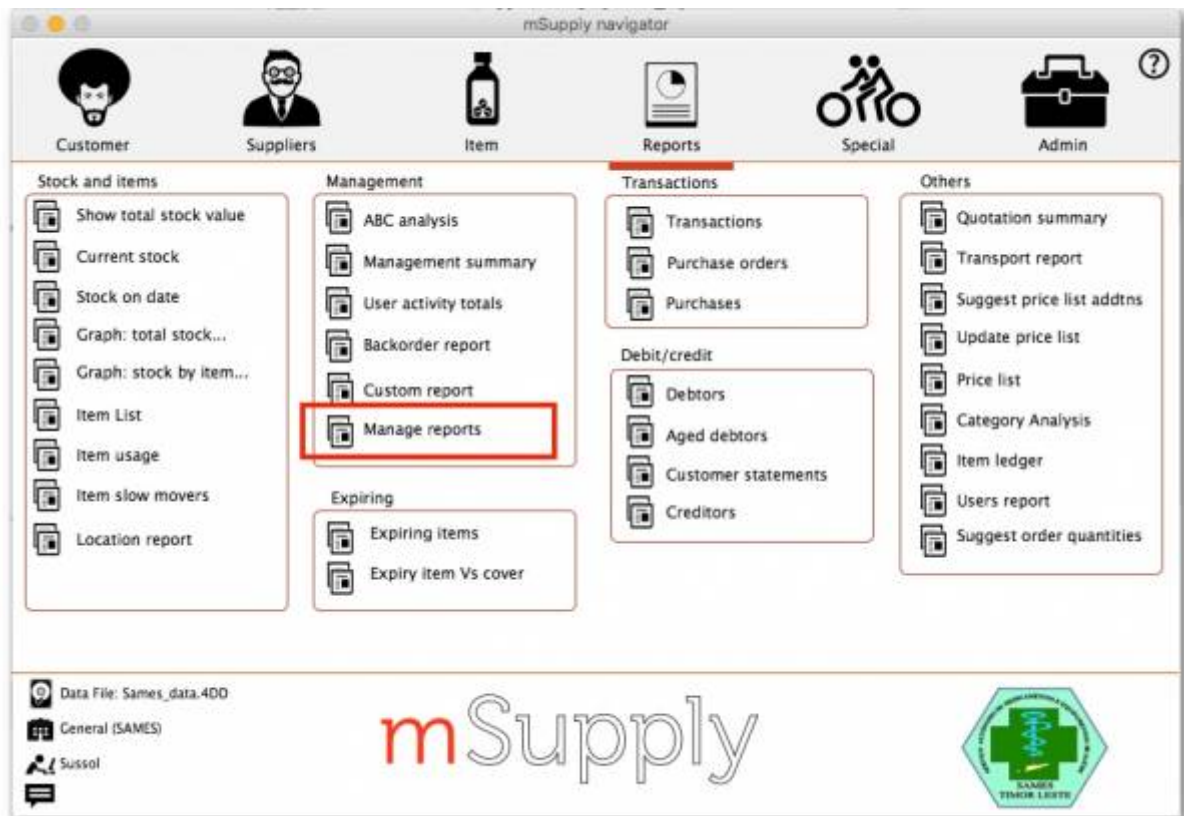 mSupply navigator
?
Customer
Suppliers
Item
Reports
Special
Admin
Stock and items
Show total stock value
Current stock
Stock on date
Graph: total stock...
Graph: stock by item...
Item List
Item usage
Item slow movers
Location report
Management
ABC analysis
Management summary
User activity totals
Backorder report
Custom report
Manage reports
Expiring
Expiring items
Expiry item Vs cover
Transactions
Transactions
Purchase orders
Purchases
Debit/credit
Debtors
Aged debtors
Customer statements
Creditors
Others
Quotation summary
Transport report
Suggest price list addtns
Update price list
Price list
Category Analysis
Item ledger
Users report
Suggest order quantities
Data File: Sames_data.4DD
General (SAMES)
Sussol
mSupply
SAMES
TIMOR LESTE